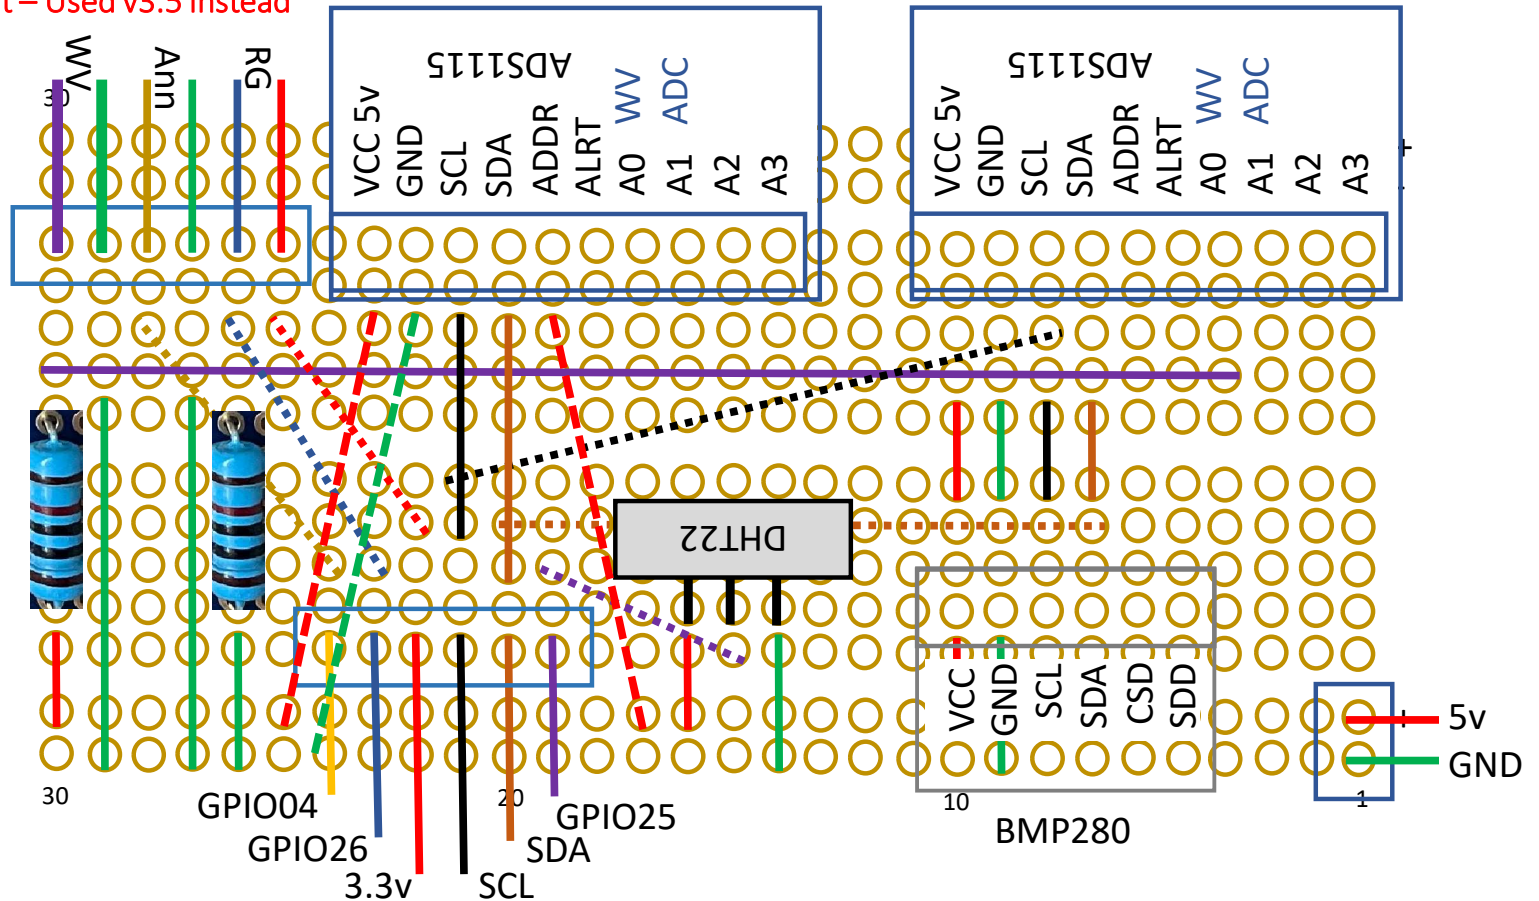 t – Used v3.5 instead
WV
Ann
RG
30
ADS1115
WV
ADC
VCC 5v
GND
SCL
SDA
ADDR
ALRT
A0
A1
A2
A3
ADS1115
WV
ADC
VCC 5v
GND
SCL
SDA
ADDR
ALRT
A0
A1
A2
A3
+
-
DHT22
VCC
GND
SCL
SDA
CSD
SDD
+
5v
GND
30
20
10
1
GPIO04
GPIO26
3.3v
SCL
SDA
GPIO25
BMP280